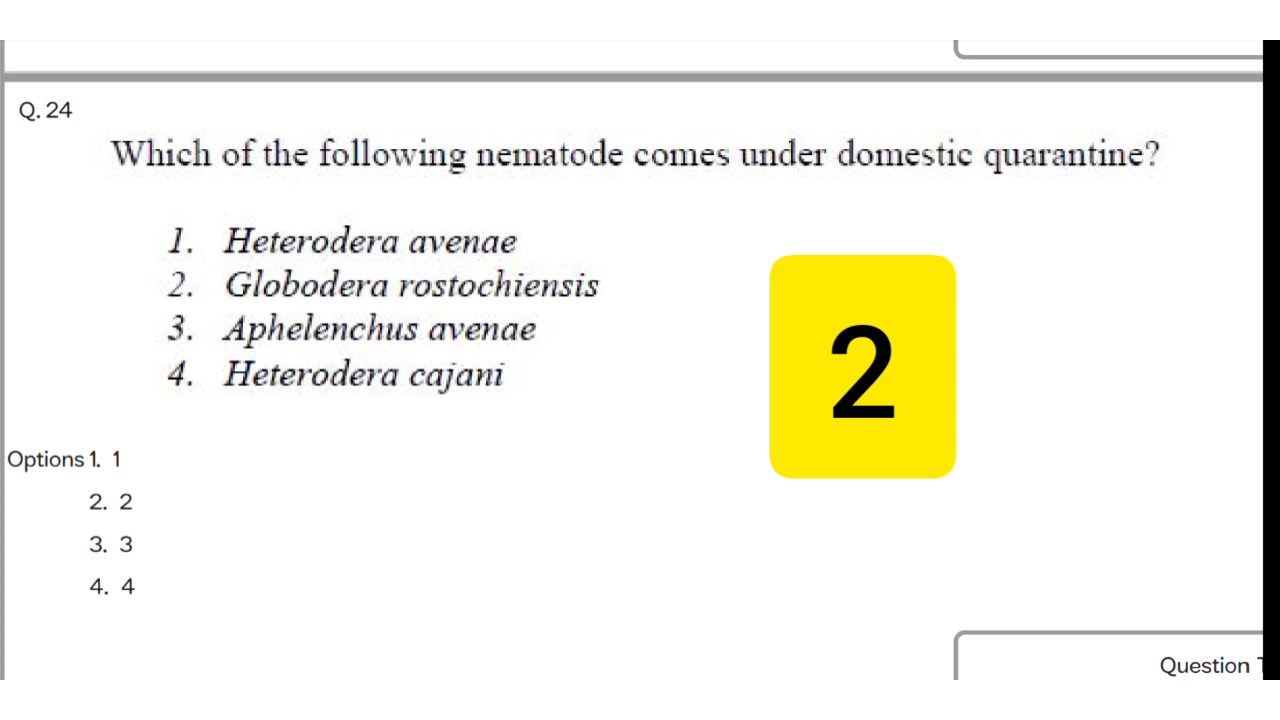 Q. 24
Which of the following nematode comes under domestic quarantine?
1. Heterodera avenae
2. Globodera rostochiensis
3. Aphelenchus avenae
4. Heterodera cajani
2
Options 1. 1
2. 2
3. 3
4. 4
Question